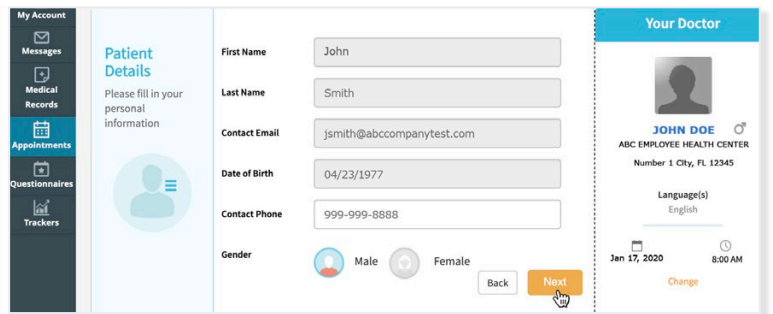 My Account
Messages
Medical
Records
Appointments
Questionnaires
Trackers
Patient
Details
Please fill in your
personal
information
First Name
John
Last Name
Smith
Contact Email
jsmith@abccompanytest.com
Date of Birth
04/23/1977
Contact Phone
999-999-8888
Gender
Male
Female
Back
Next
Your Doctor
JOHN DOE
ABC EMPLOYEE HEALTH CENTER
Number 1 City, FL 12345
Language(s)
English
Jan 17, 2020
8:00 AM
Change